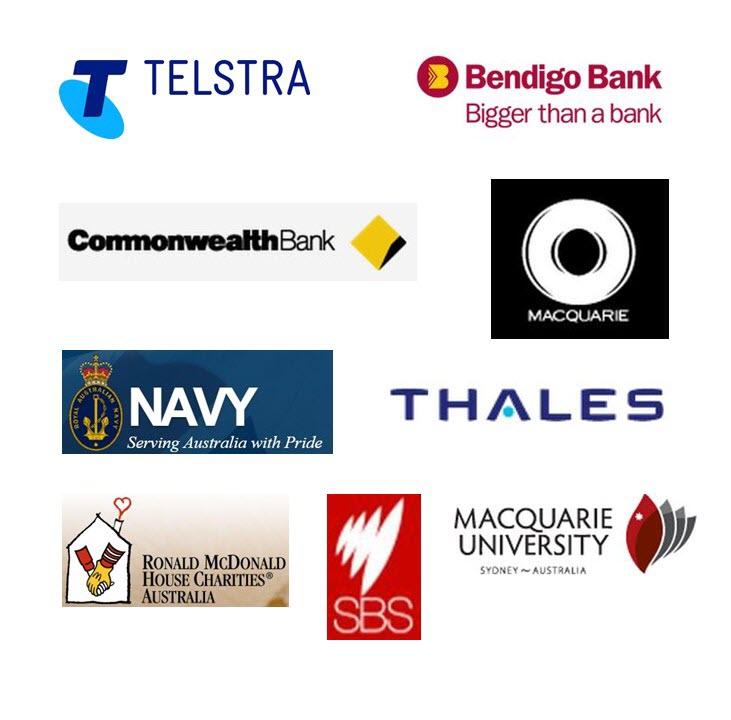 T TELSTRA
B Bendigo Bank
Bigger than a bank
CommonwealthBank
MACQUARIE
ROYAL AUSTRALIAN NAVY
NAVY
Serving Australia with Pride
THALES
RONALD MCDONALD
HOUSE CHARITIES®
AUSTRALIA
SBS
MACQUARIE
UNIVERSITY
SYDNEY ~ AUSTRALIA